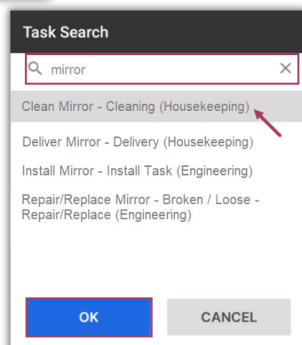 Task Search
mirror
Clean Mirror - Cleaning (Housekeeping)
Deliver Mirror - Delivery (Housekeeping)
Install Mirror - Install Task (Engineering)
Repair/Replace Mirror - Broken / Loose -
Repair/Replace (Engineering)
OK
CANCEL